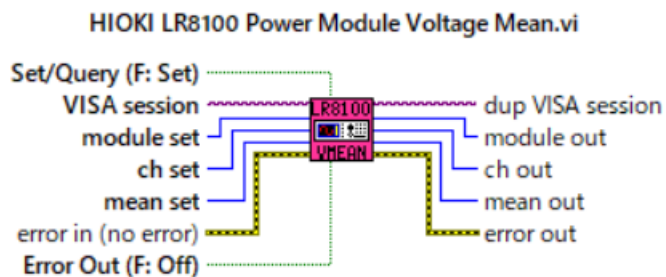 HIOKI LR8100 Power Module Voltage Mean.vi
Set/Query (F: Set)
VISA session
module set
ch set
mean set
error in (no error)
Error Out (F: Off)
LR8100
VMEAN
dup VISA session
module out
ch out
mean out
error out